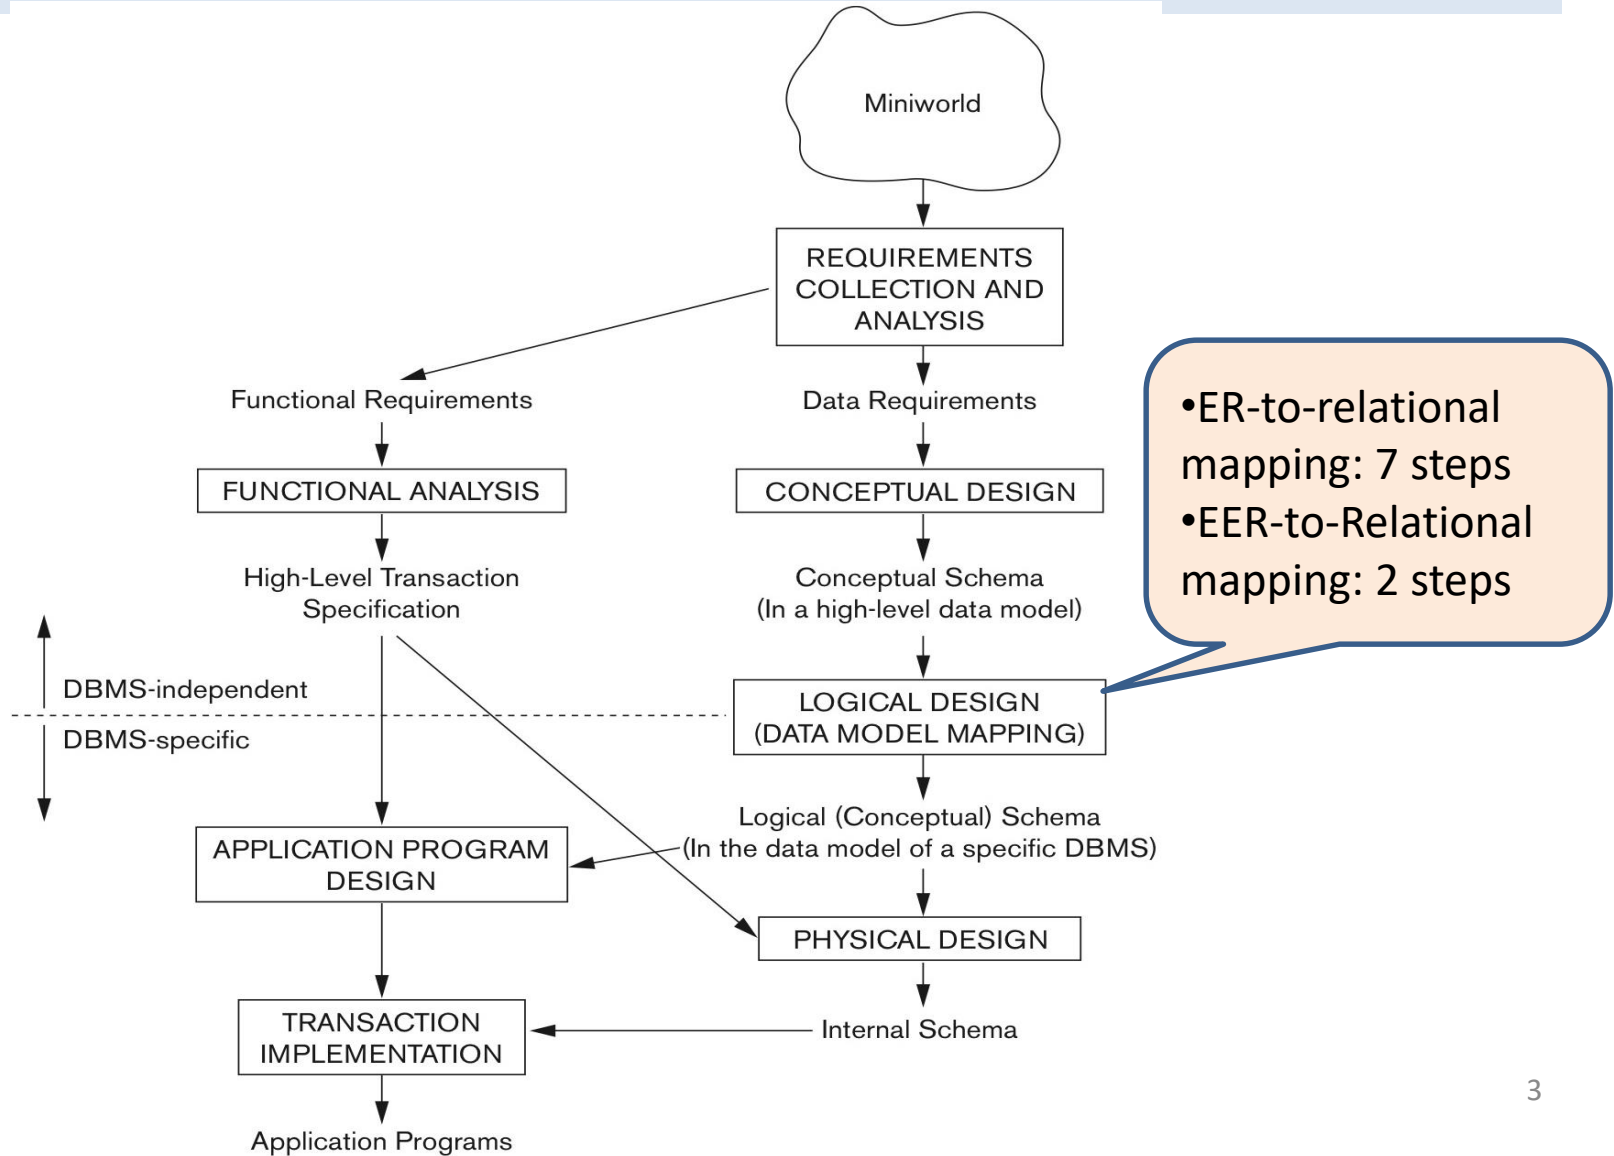 Miniworld
REQUIREMENTS
COLLECTION AND
ANALYSIS
Functional Requirements
Data Requirements
•ER-to-relational
mapping: 7 steps
•EER-to-Relational
mapping: 2 steps
FUNCTIONAL ANALYSIS
CONCEPTUAL DESIGN
High-Level Transaction
Specification
Conceptual Schema
(In a high-level data model)
DBMS-independent
DBMS-specific
LOGICAL DESIGN
(DATA MODEL MAPPING)
Logical (Conceptual) Schema
(In the data model of a specific DBMS)
APPLICATION PROGRAM
DESIGN
PHYSICAL DESIGN
TRANSACTION
IMPLEMENTATION
Internal Schema
Application Programs
3